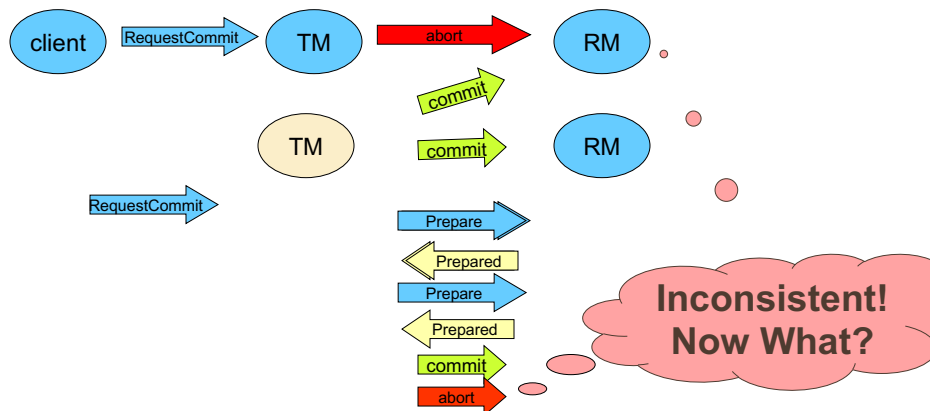 client
RequestCommit
TM
abort
RM
commit
TM
commit
RM
RequestCommit
Prepare
Prepared
Prepare
Prepared
commit
abort
Inconsistent!
Now What?